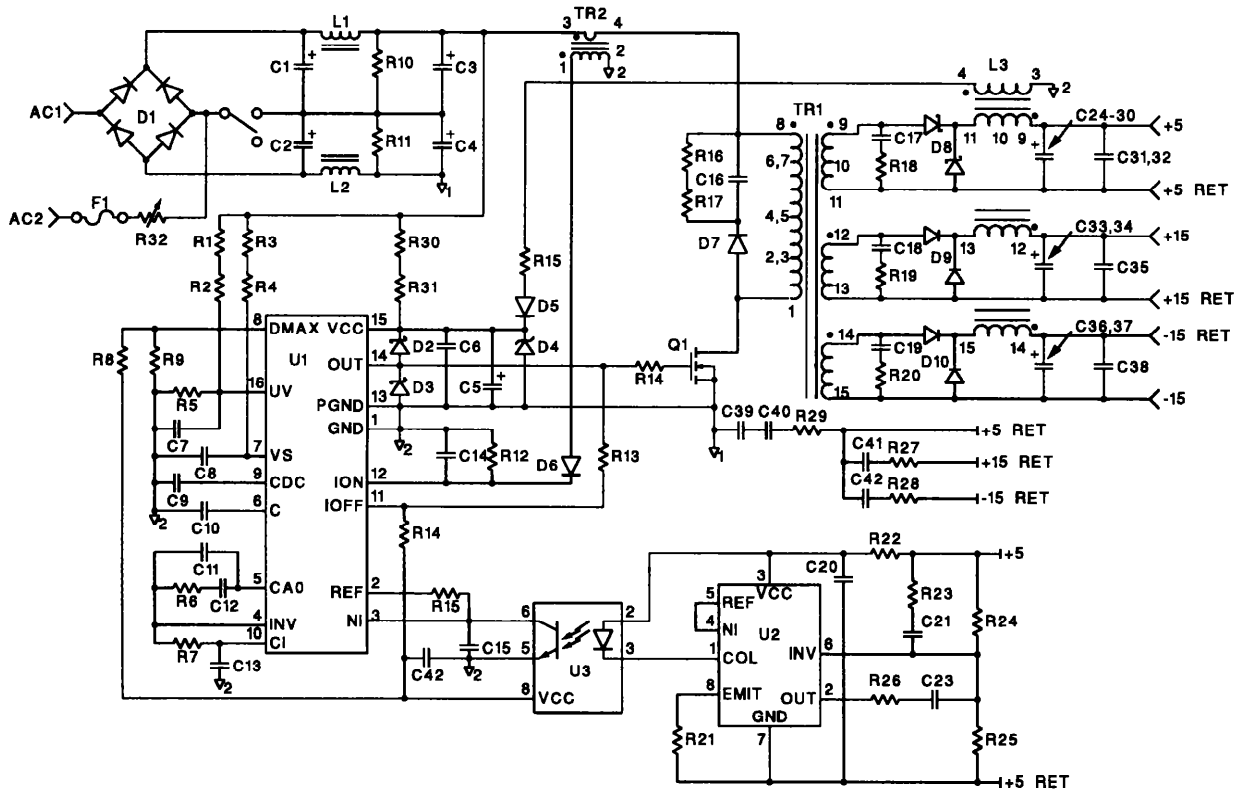 TR2
3 4
L1
1 2
2
C1 + R10 + C3
4 L3 3
2
AC1 D1
TR1
C24-30
8 9
C17 D8 11 10 9 + +5
C2 + R11 + C4
R16
6,7 10 R18 C31,32
L2
1
C16
R17 11 +5 RET
AC2 F1
R32
R1 R3 R30
4,5
C33,34
D7 12 C18 D9 13 12 + +15
R2 R4 R31
R15
2,3 R19 C35
D5
13 +15 RET
1
8 DMAX VCC 15
C36,37
R8 R9 U1 D2 C6 D4 Q1
14 C19 D10 15 14 + -15 RET
OUT 14
R14
R5 16 UV D3 C5 +
R20 C38
PGND 13
15 -15
C7 GND 1
2
C39 C40 R29
1
+5 RET
C8 7 VS C14 R12 D6 R13
C41 R27
+15 RET
C9 9 CDC ION 12
C42 R28
-15 RET
2 C10 6 C IOFF 11
R14
C11
R22 +5
R6 C12 5 CA0 REF 2 R15
C20
3
VCC
5 REF
R23
4 INV NI 3 6 2
4 NI U2
C21 R24
R7 10 CI
C15
C13 C42 2 5 U3 3 1 COL INV 6
2
8 VCC 8 EMIT OUT 2 R26 C23
GND
7
R21 R25
+5 RET